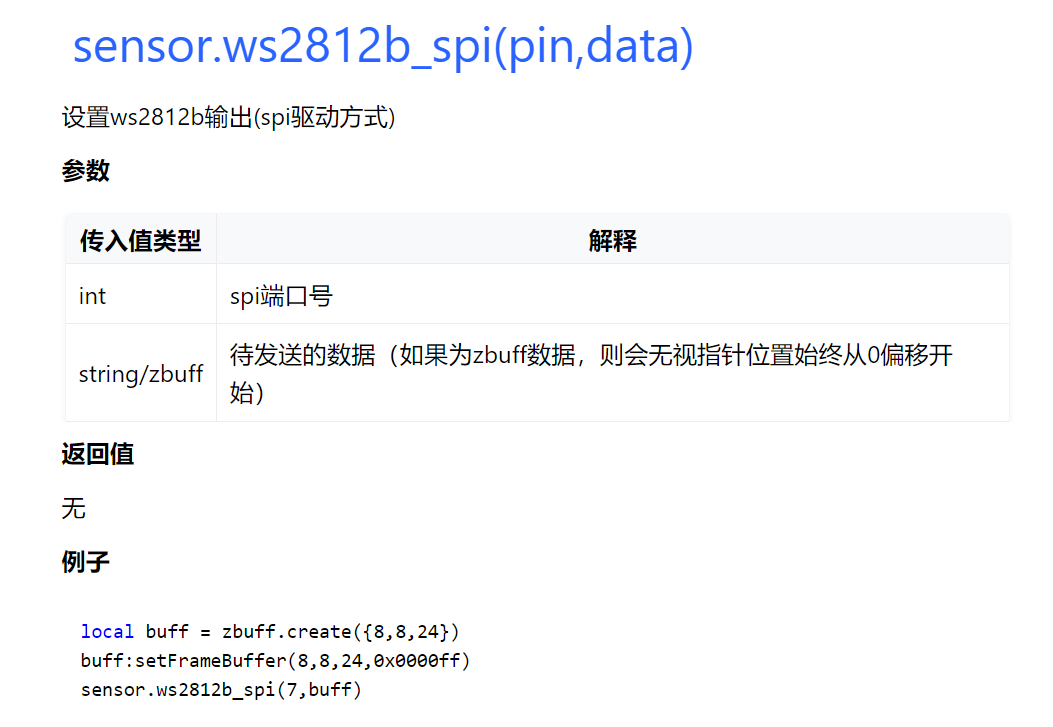 sensor.ws2812b_spi(pin,data)
设置ws2812b输出(spi驱动方式)
参数
传入值类型 解释
int spi端口号
string/zbuff 待发送的数据（如果为zbuff数据，则会无视指针位置始终从0偏移开
始）
返回值
无
例子
local buff = zbuff.create({8,8,24})
buff:setFrameBuffer(8,8,24,0x0000ff)
sensor.ws2812b_spi(7,buff)